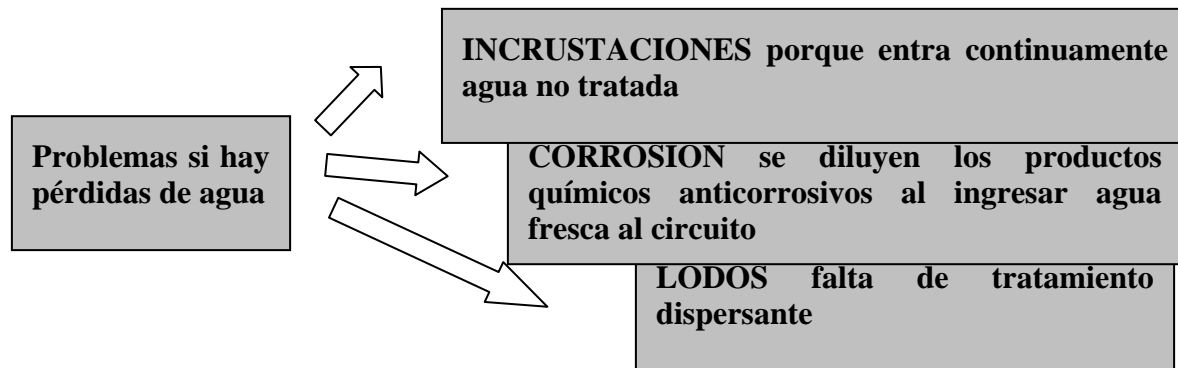 Problemas si hay
pérdidas de agua
INCRUSTACIONES porque entra continuamente
agua no tratada
CORROSION se diluyen los productos
químicos anticorrosivos al ingresar agua
fresca al circuito
LODOS falta de tratamiento
dispersante